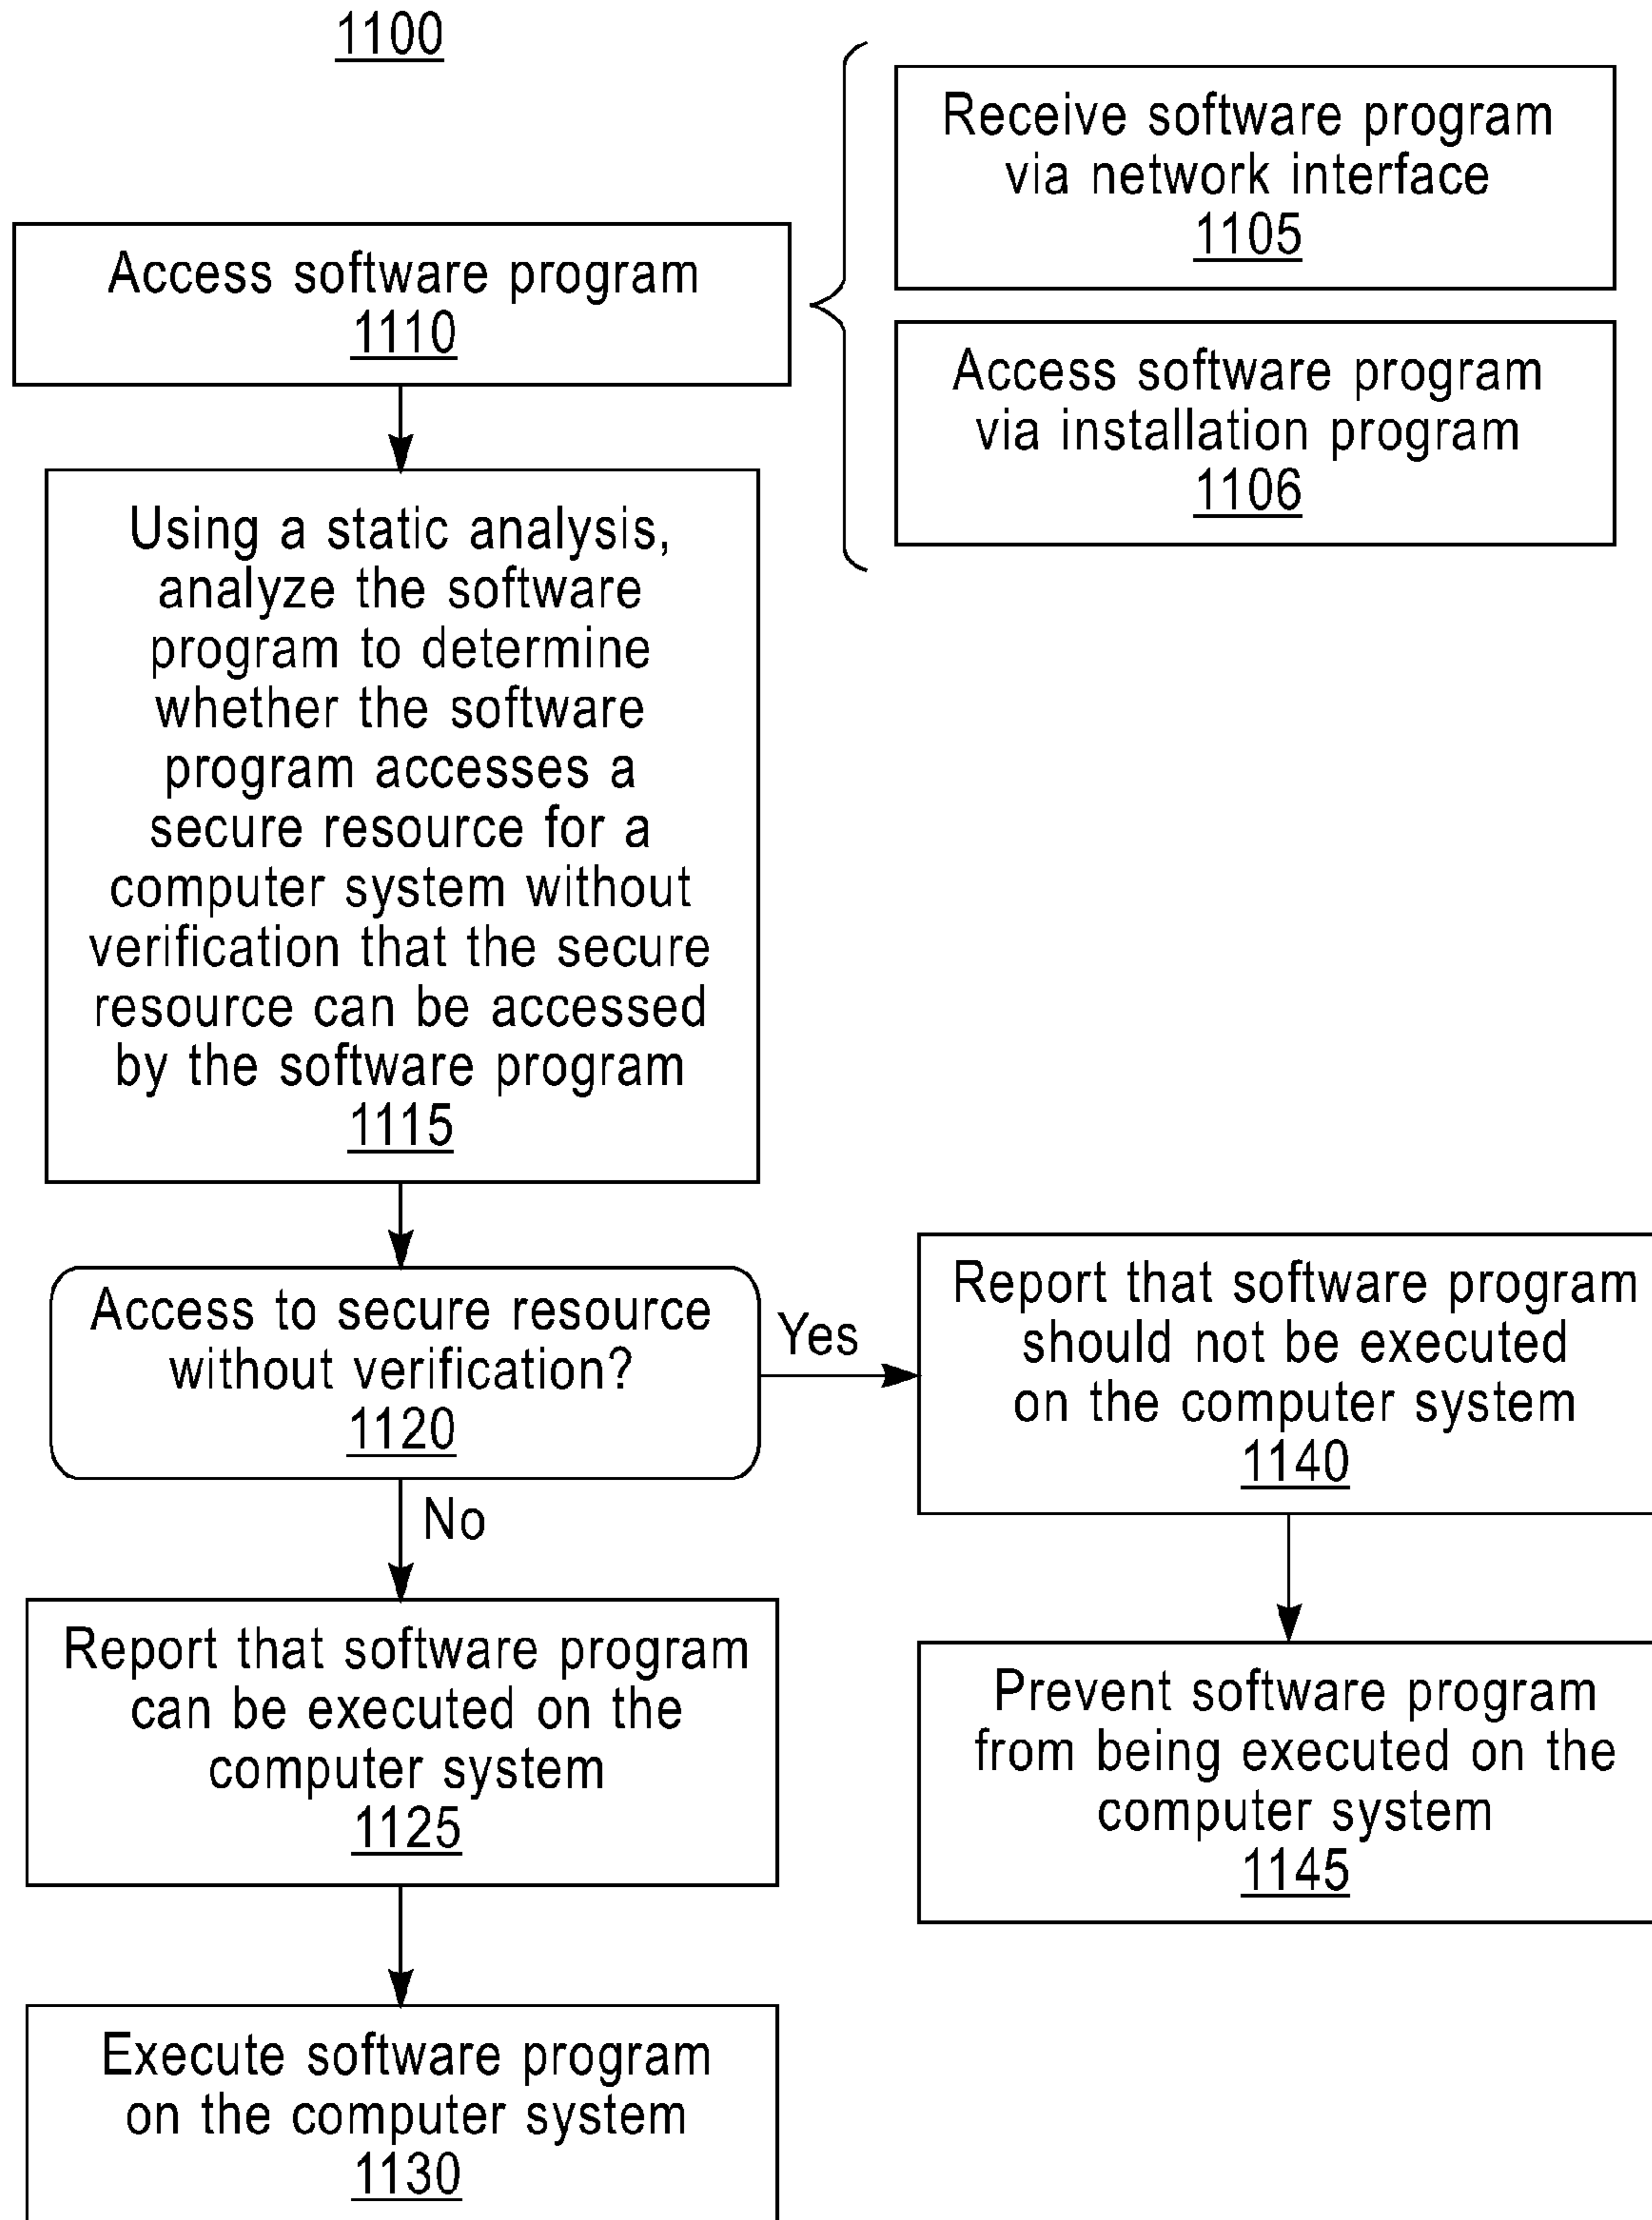 1100
Receive software program
via network interface
1105
Access software program
1110
Access software program
via installation program
1106
Using a static analysis,
analyze the software
program to determine
whether the software
program accesses a
secure resource for a
computer system without
verification that the secure
resource can be accessed
by the software program
1115
Access to secure resource
without verification?
1120
Yes
Report that software program
should not be executed
on the computer system
1140
No
Report that software program
can be executed on the
computer system
1125
Prevent software program
from being executed on the
computer system
1145
Execute software program
on the computer system
1130